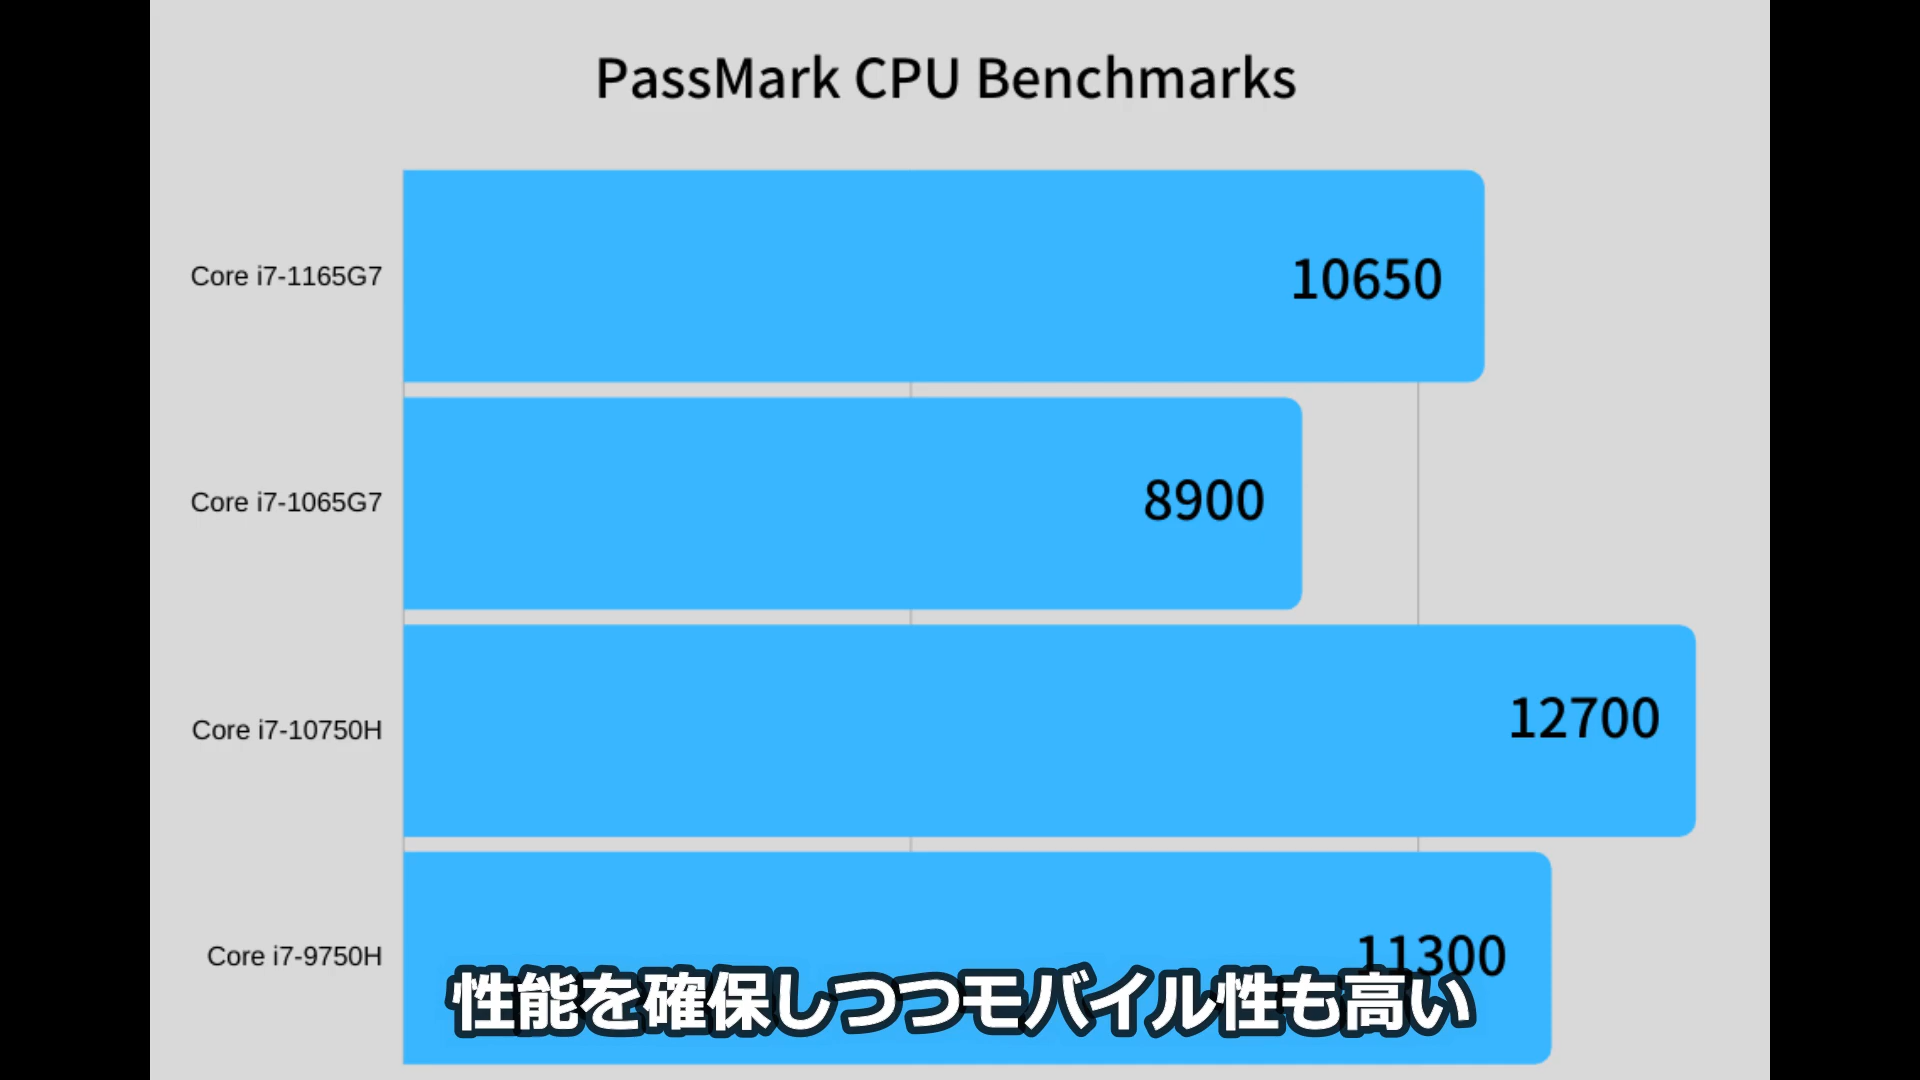 PassMark CPU Benchmarks
Core i7-1165G7
10650
Core i7-1065G7
8900
Core i7-10750H
12700
Core i7-9750H
11300
性能を確保しつつモバイル性も高い